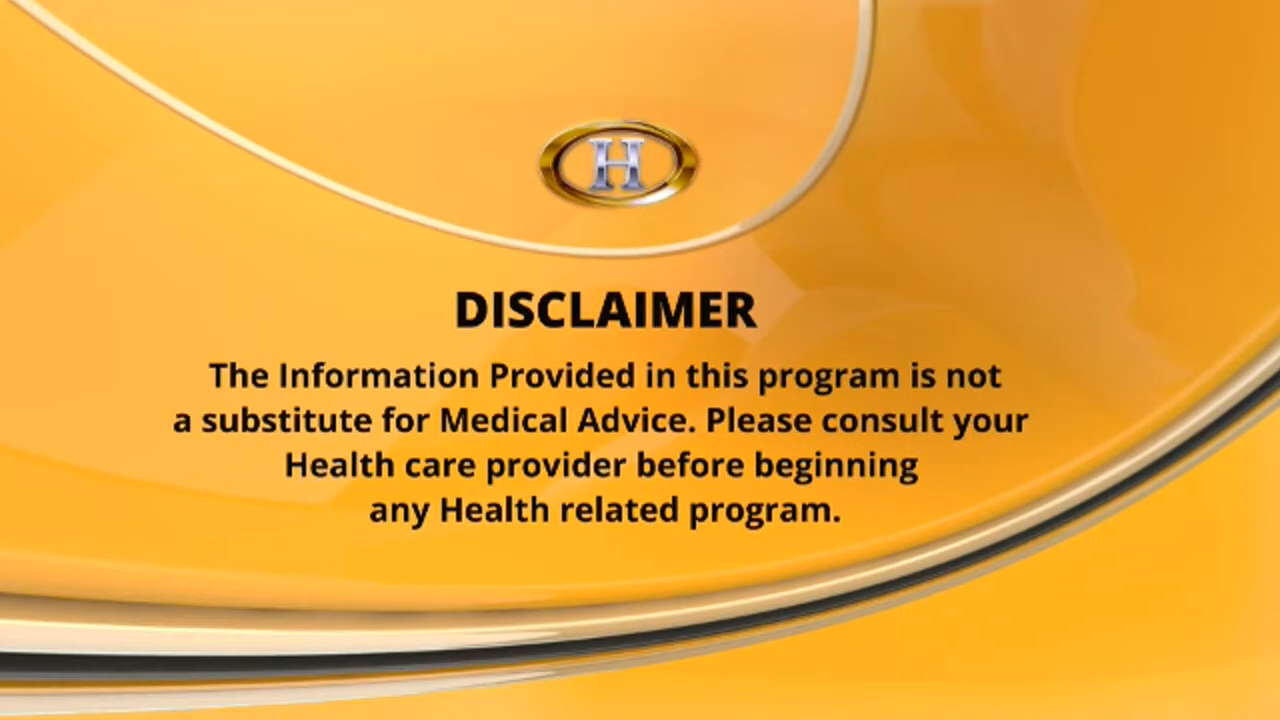 H
DISCLAIMER
The Information Provided in this program is not
a substitute for Medical Advice. Please consult your
Health care provider before beginning
any Health related program.